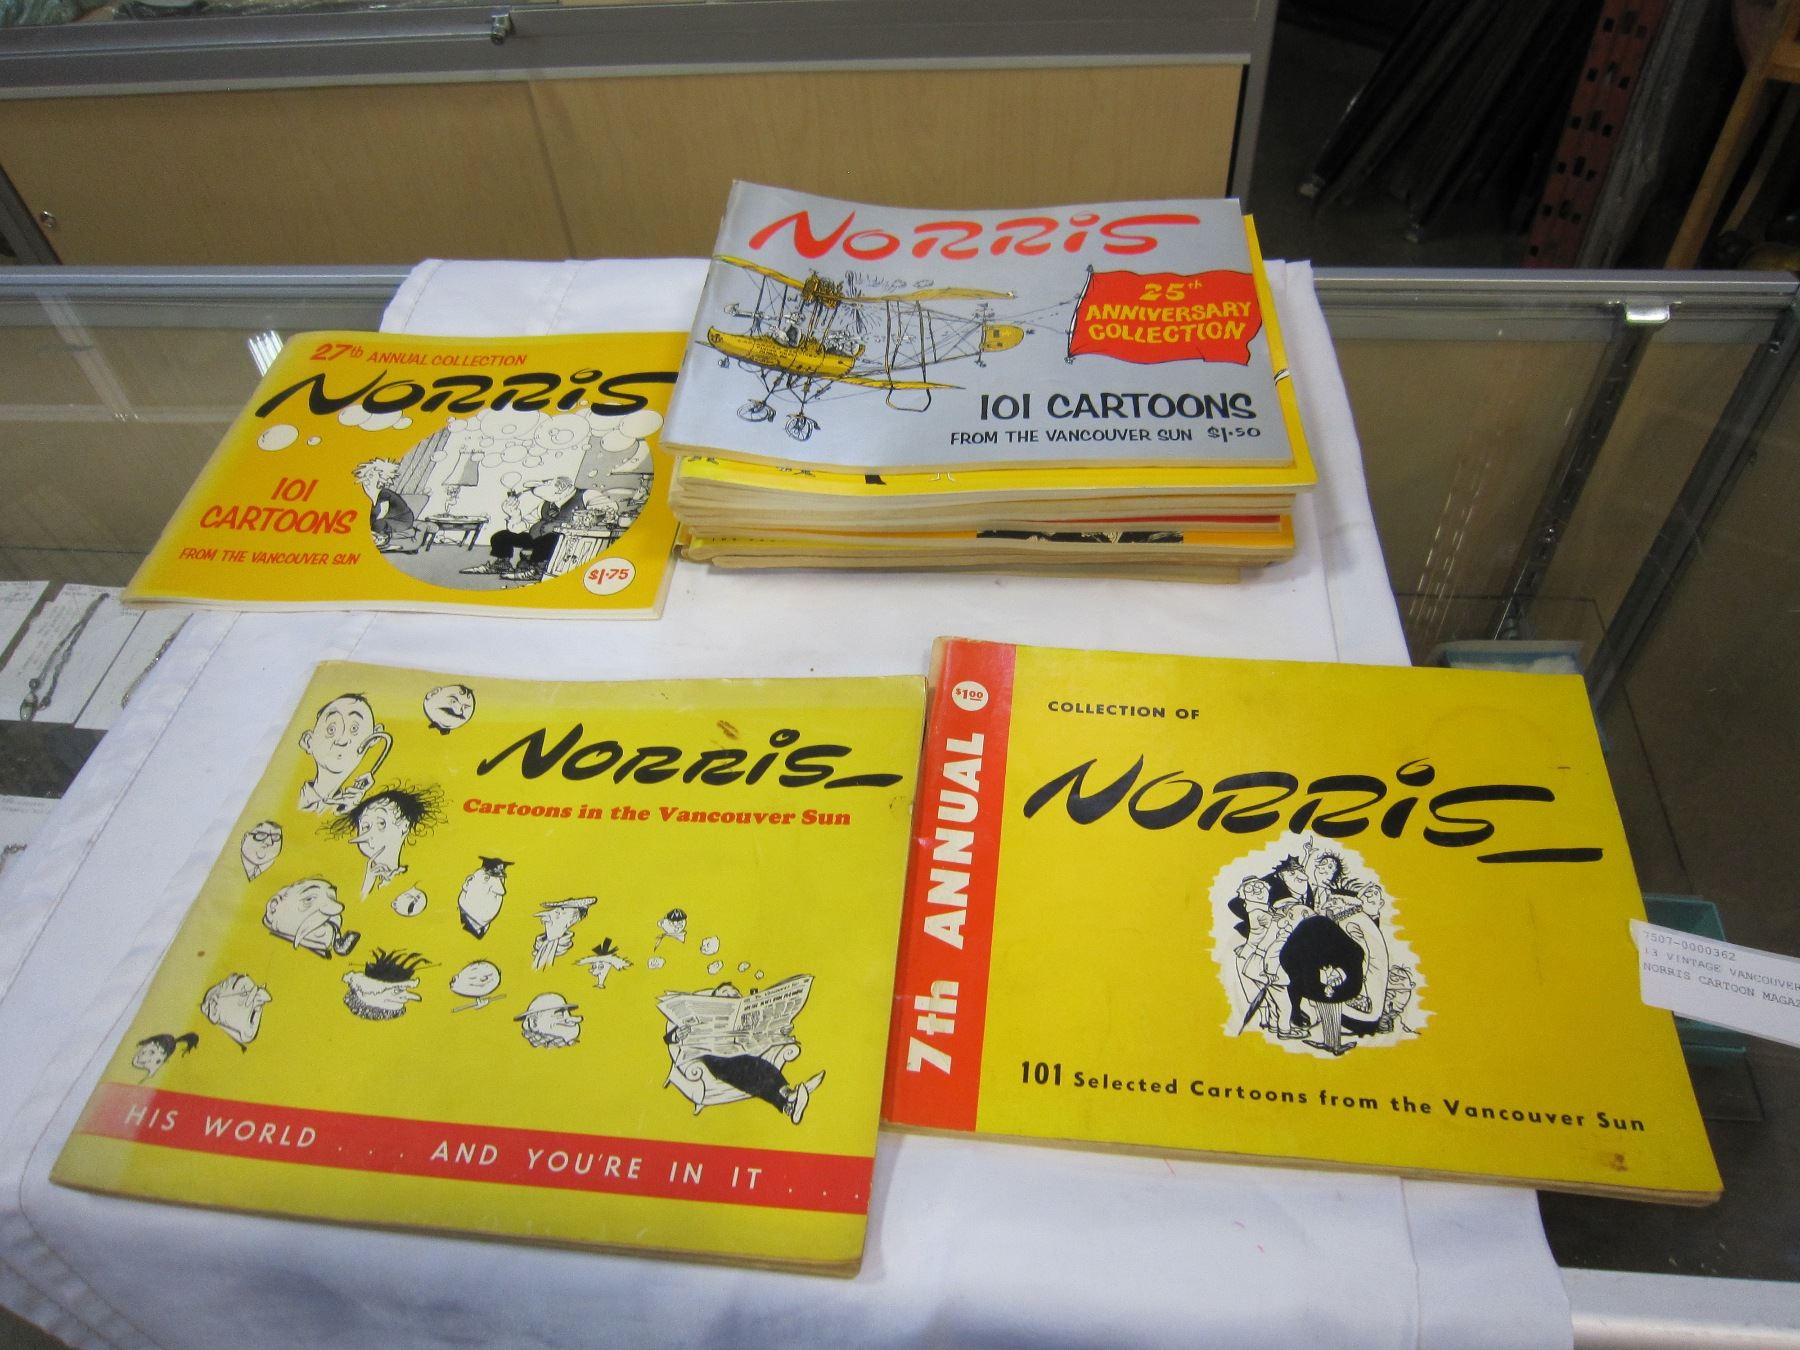 NORRIS
25th
ANNIVERSARY
COLLECTION
101 CARTOONS
FROM THE VANCOUVER SUN $1.50
27th ANNUAL COLLECTION
NORRIS
101
CARTOONS
FROM THE VANCOUVER SUN
$1.75
NORRIS
Cartoons in the Vancouver Sun
HIS WORLD . . . AND YOU'RE IN IT . . .
7th ANNUAL $1.00
COLLECTION OF
NORRIS
101 Selected Cartoons from the Vancouver Sun
7507-0000362
13 VINTAGE VANCOUVER
NORRIS CARTOON MAGAZ